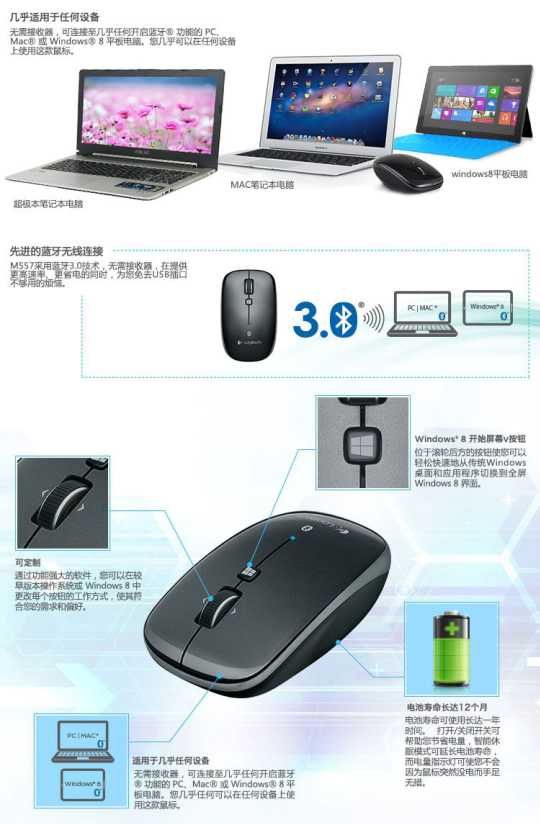 几乎适用于任何设备
无需接收器，可连接至几乎任何开启蓝牙® 功能的 PC、
Mac® 或 Windows® 8 平板电脑。您几乎可以在任何设备
上使用这款鼠标。
windows8平板电脑
MAC笔记本电脑
超极本笔记本电脑
先进的蓝牙无线连接
M557采用蓝牙3.0技术，无需接收器，在提供
更高速率、更省电的同时，为您免去USB插口
不够用的烦恼。
3.0
®
PC | MAC*
Windows* 8
Logitech
Windows* 8 开始屏幕v按钮
位于滚轮后方的按钮使您可以
轻松快速地从传统Windows
桌面和应用程序切换到全屏
Windows 8 界面。
可定制
通过功能强大的软件，您可以在较
早版本操作系统或 Windows 8 中
更改每个按钮的工作方式，使其符
合您的需求和偏好。
电池寿命长达12个月
电池寿命可使用长达一年
时间。 打开/关闭开关可
帮助您节省电量，智能休
眠模式可延长电池寿命，
而电量指示灯可使您不会
因为鼠标突然没电而手足
无措。
PC | MAC*
Windows* 8
适用于几乎任何设备
无需接收器，可连接至几乎任何开启蓝牙
® 功能的 PC、Mac® 或 Windows® 8 平
板电脑。您几乎可以在任何设备上使
用这款鼠标。